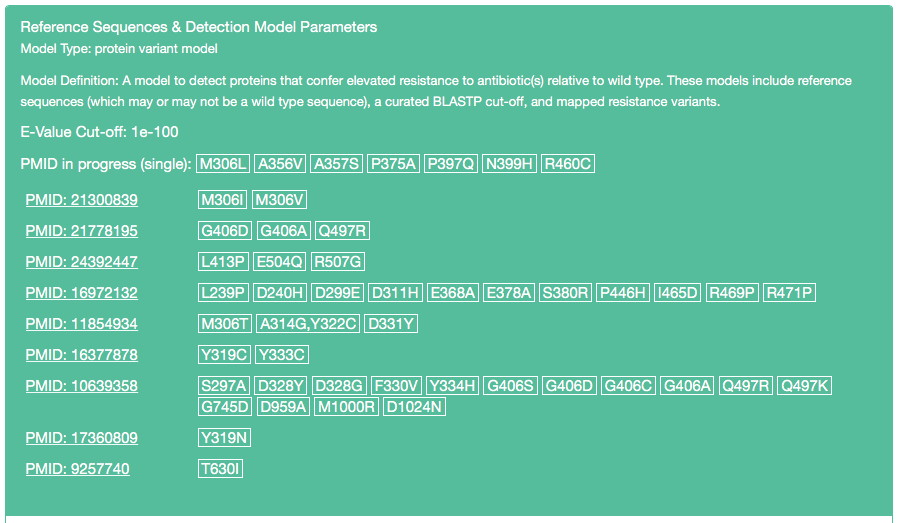 Reference Sequences & Detection Model Parameters
Model Type: protein variant model
Model Definition: A model to detect proteins that confer elevated resistance to antibiotic(s) relative to wild type. These models include reference
sequences (which may or may not be a wild type sequence), a curated BLASTP cut-off, and mapped resistance variants.
E-Value Cut-off: 1e-100
PMID in progress (single): M306L A356V A357S P375A P397Q N399H R460C
PMID: 21300839 M306I M306V
PMID: 21778195 G406D G406A Q497R
PMID: 24392447 L413P E504Q R507G
PMID: 16972132 L239P D240H D299E D311H E368A E378A S380R P446H I465D R469P R471P
PMID: 11854934 M306T A314G,Y322C D331Y
PMID: 16377878 Y319C Y333C
PMID: 10639358 S297A D328Y D328G F330V Y334H G406S G406D G406C G406A Q497R Q497K
G745D D959A M1000R D1024N
PMID: 17360809 Y319N
PMID: 9257740 T630I